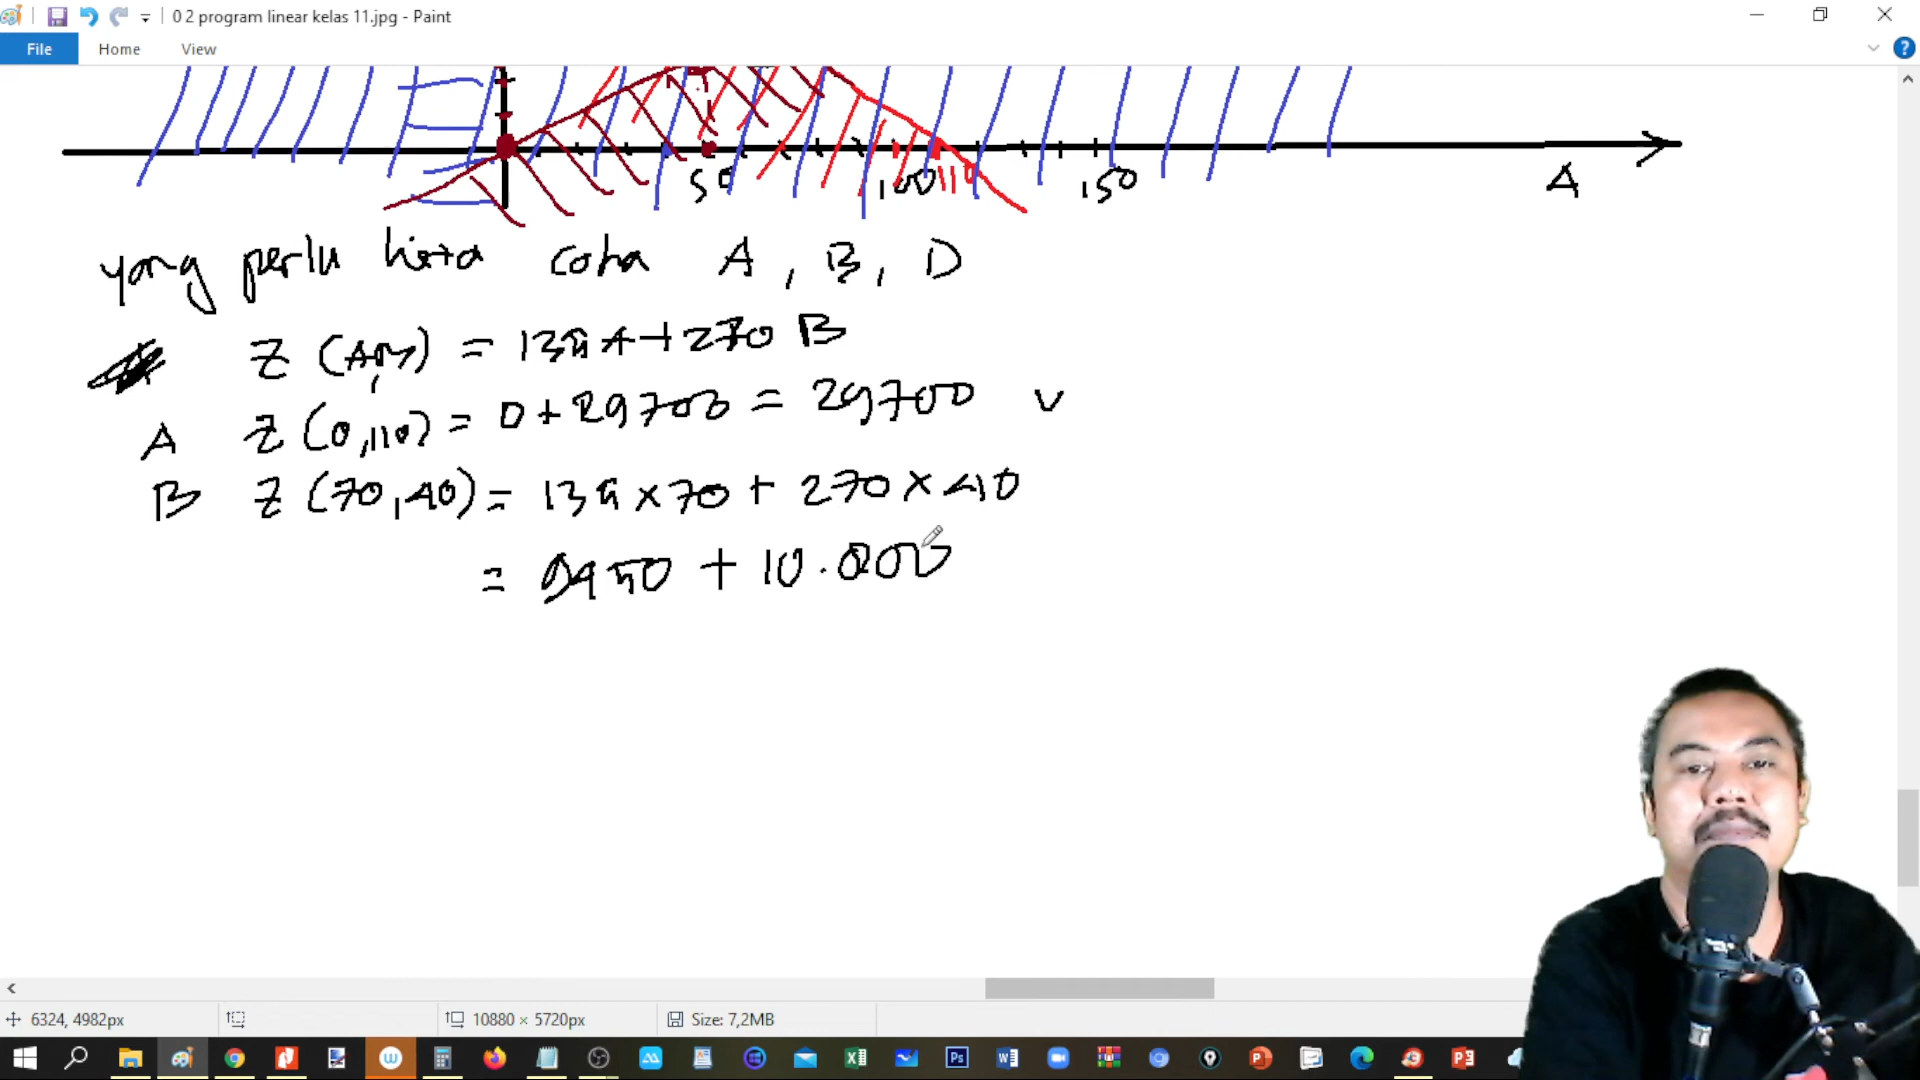 0 2 program linear kelas 11.jpg - Paint
File Home View
50 100 110 150 A
yang perlu kita coba A, B, D
Z (A,B) = 135A + 270 B
A Z (0,110) = 0 + 29700 = 29700 v
B Z (70,40) = 135 x 70 + 270 x 40
= 9450 + 10.800
6324, 4982px 10880 × 5720px Size: 7,2MB